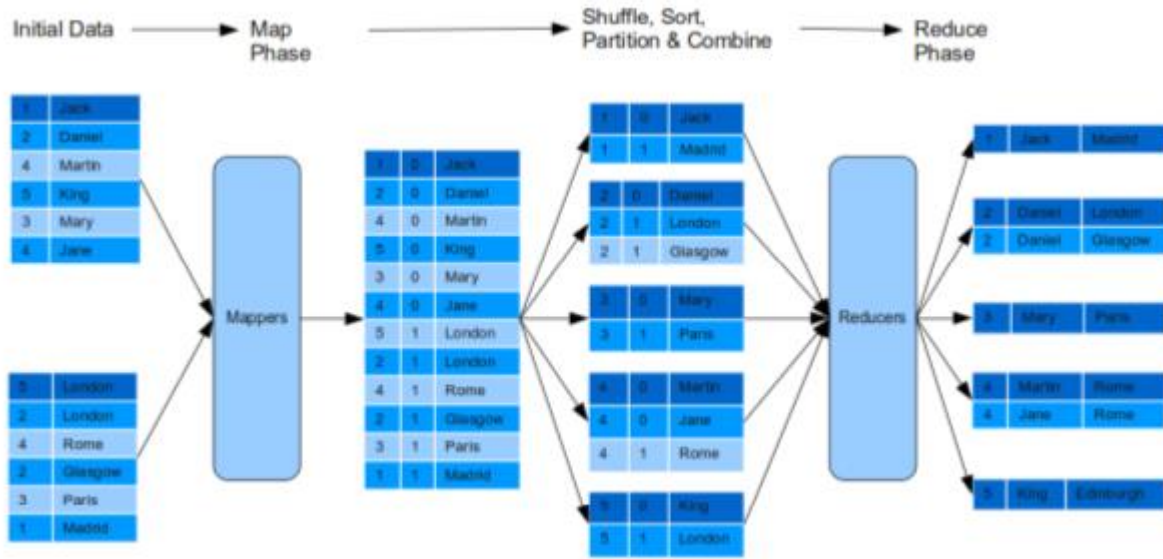 Initial Data
Map
Phase
Shuffle, Sort,
Partition & Combine
Reduce
Phase
1 Jack
2 Daniel
4 Martin
5 King
3 Mary
4 Jane
5 London
2 London
4 Rome
2 Glasgow
3 Paris
1 Madrid
Mappers
1 0 Jack
2 0 Daniel
4 0 Martin
5 0 King
3 0 Mary
4 0 Jane
5 1 London
2 1 London
4 1 Rome
2 1 Glasgow
3 1 Paris
1 1 Madrid
1 0 Jack
1 1 Madrid
2 0 Daniel
2 1 London
2 1 Glasgow
3 0 Mary
3 1 Paris
4 0 Martin
4 0 Jane
4 1 Rome
5 0 King
5 1 London
Reducers
1 Jack Madrid
2 Daniel London
2 Daniel Glasgow
3 Mary Paris
4 Martin Rome
4 Jane Rome
5 King Edinburgh